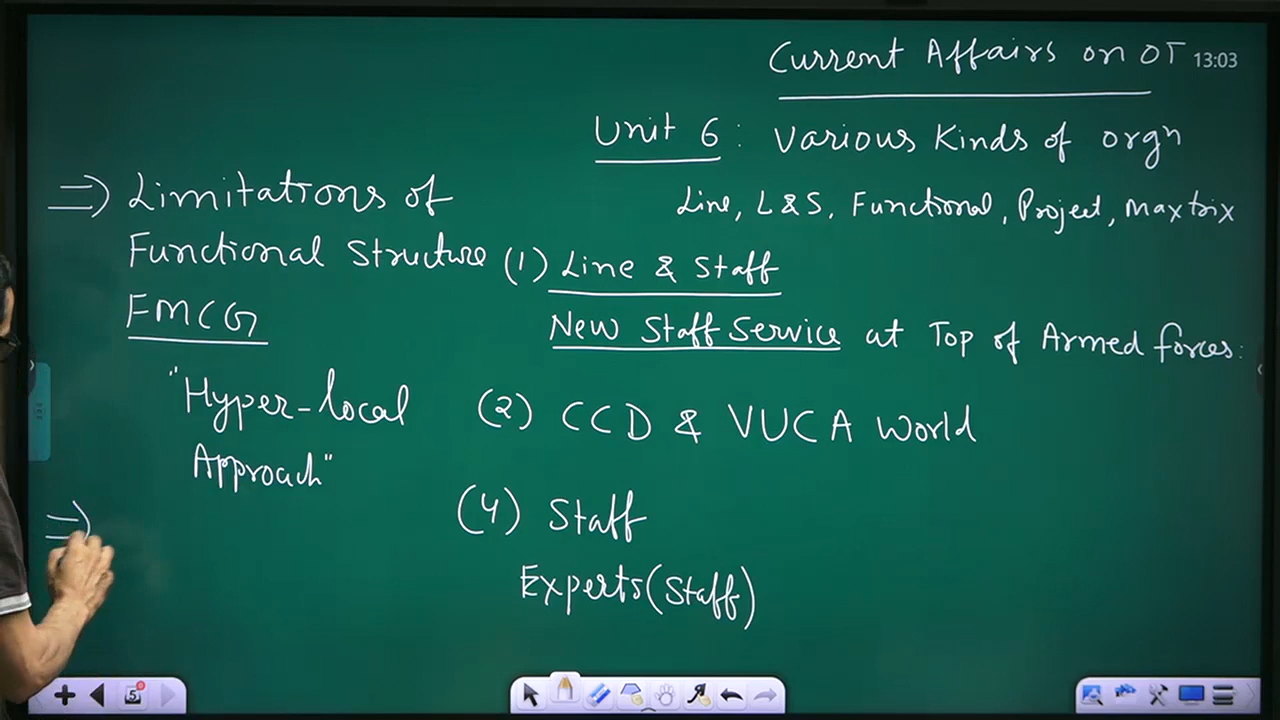 Current Affairs on OT 13:03
Unit 6 : Various Kinds of orgn
Line, L & S, Functional, Project, Maxtrix
⇒ Limitations of
Functional Structure
FMCG
"Hyper-local
Approach"
⇒
(1) Line & Staff
New Staff Service at Top of Armed forces:
(2) CCD & VUCA World
(4) Staff
Experts (Staff)
5